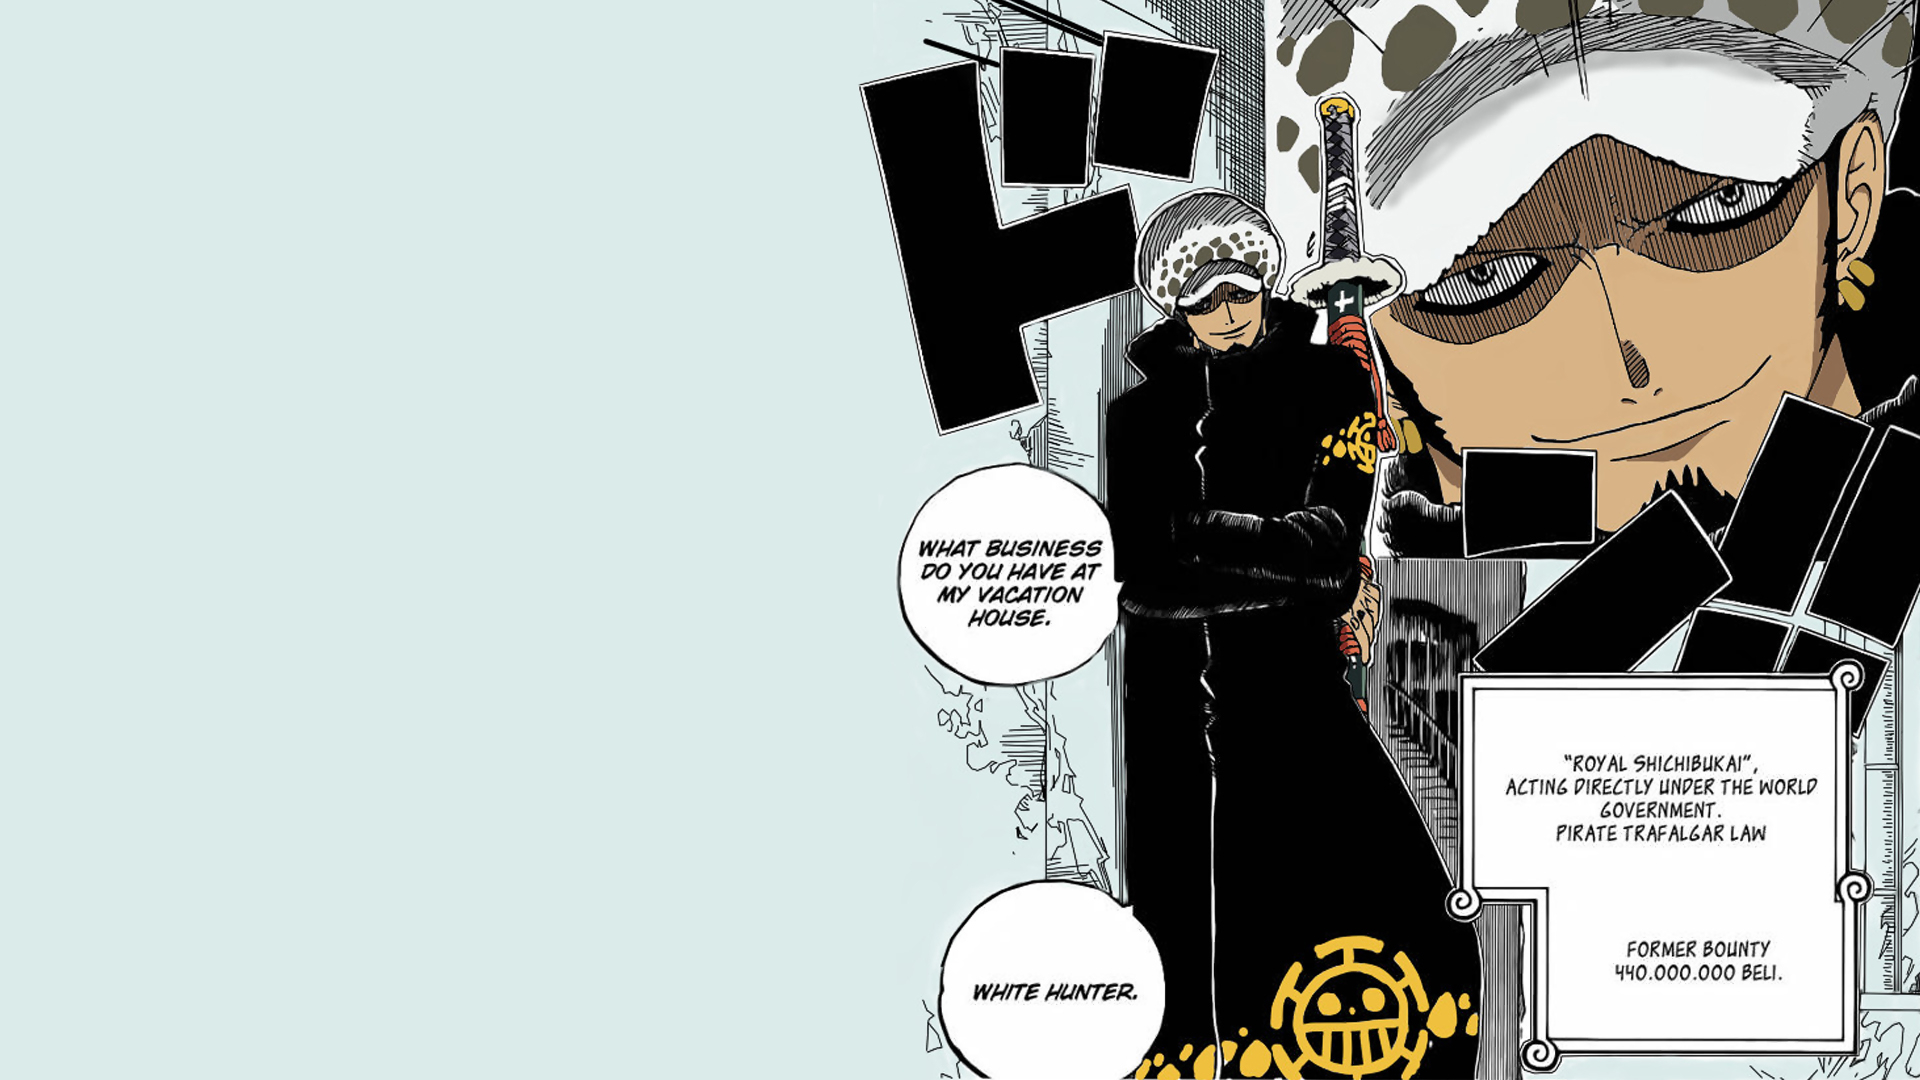 ド
ン
WHAT BUSINESS
DO YOU HAVE AT
MY VACATION
HOUSE.
WHITE HUNTER.
"ROYAL SHICHIBUKAI",
ACTING DIRECTLY UNDER THE WORLD
GOVERNMENT.
PIRATE TRAFALGAR LAW
FORMER BOUNTY
440.000.000 BELI.